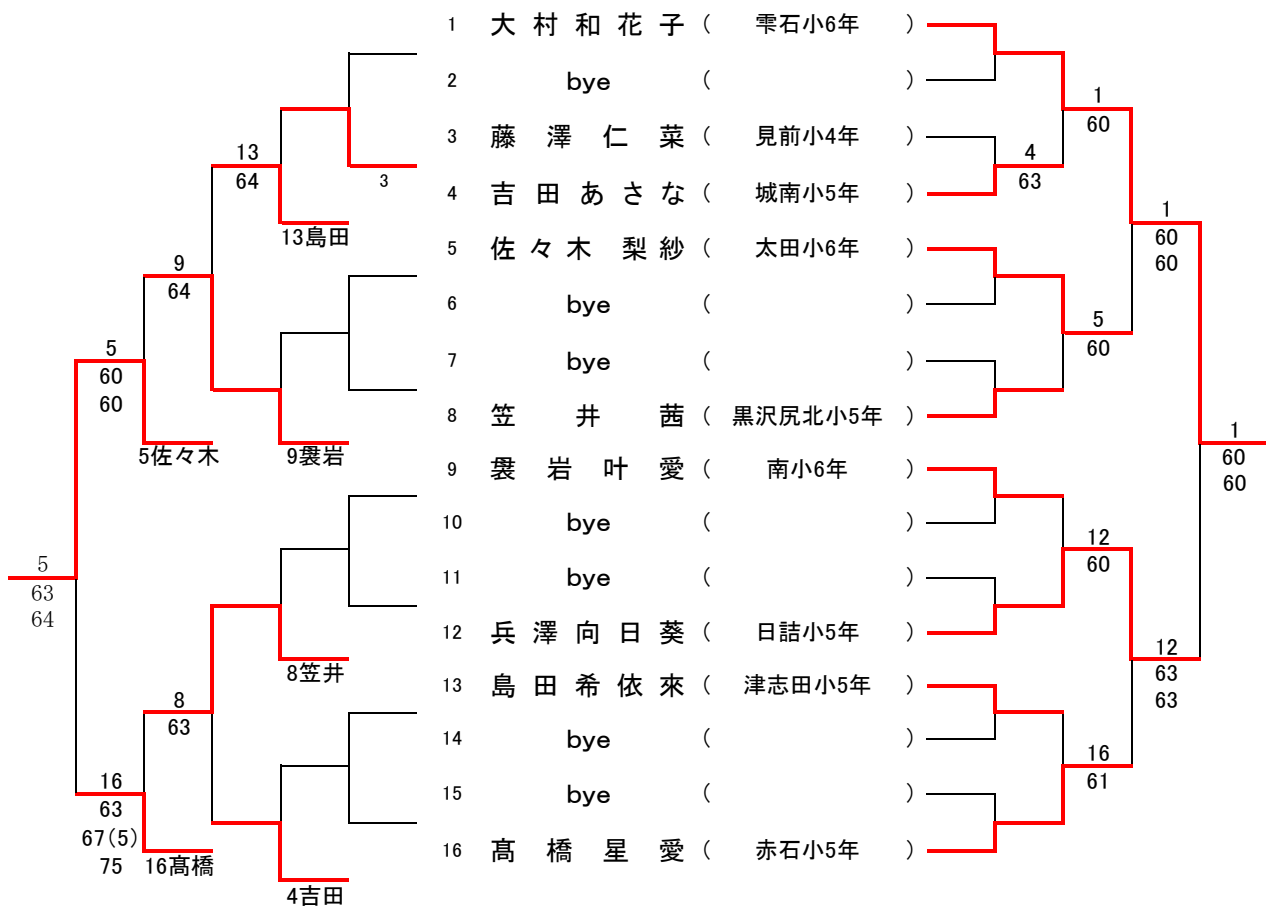 1 大村和花子 ( 雫石小6年 )
2 bye ( )
3 藤澤仁菜 ( 見前小4年 )
4 吉田あさな ( 城南小5年 )
5 佐々木 梨紗 ( 太田小6年 )
6 bye ( )
7 bye ( )
8 笠井茜 ( 黒沢尻北小5年 )
9 袰岩叶愛 ( 南小6年 )
10 bye ( )
11 bye ( )
12 兵澤向日葵 ( 日詰小5年 )
13 島田希依來 ( 津志田小5年 )
14 bye ( )
15 bye ( )
16 髙橋星愛 ( 赤石小5年 )
3
13
64
13島田
9
64
9袰岩
5
60
60
5佐々木
5
63
64
8笠井
8
63
4吉田
16
63
67(5)
75
16髙橋
4
63
1
60
5
60
1
60
60
12
60
16
61
12
63
63
1
60
60